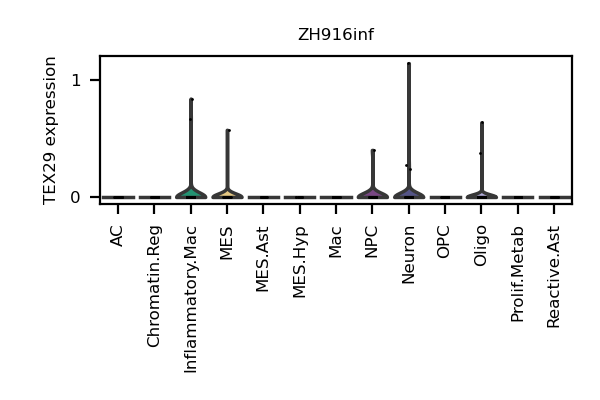 ZH916inf
TEX29 expression
1
0
AC
Chromatin.Reg
Inflammatory.Mac
MES
MES.Ast
MES.Hyp
Mac
NPC
Neuron
OPC
Oligo
Prolif.Metab
Reactive.Ast